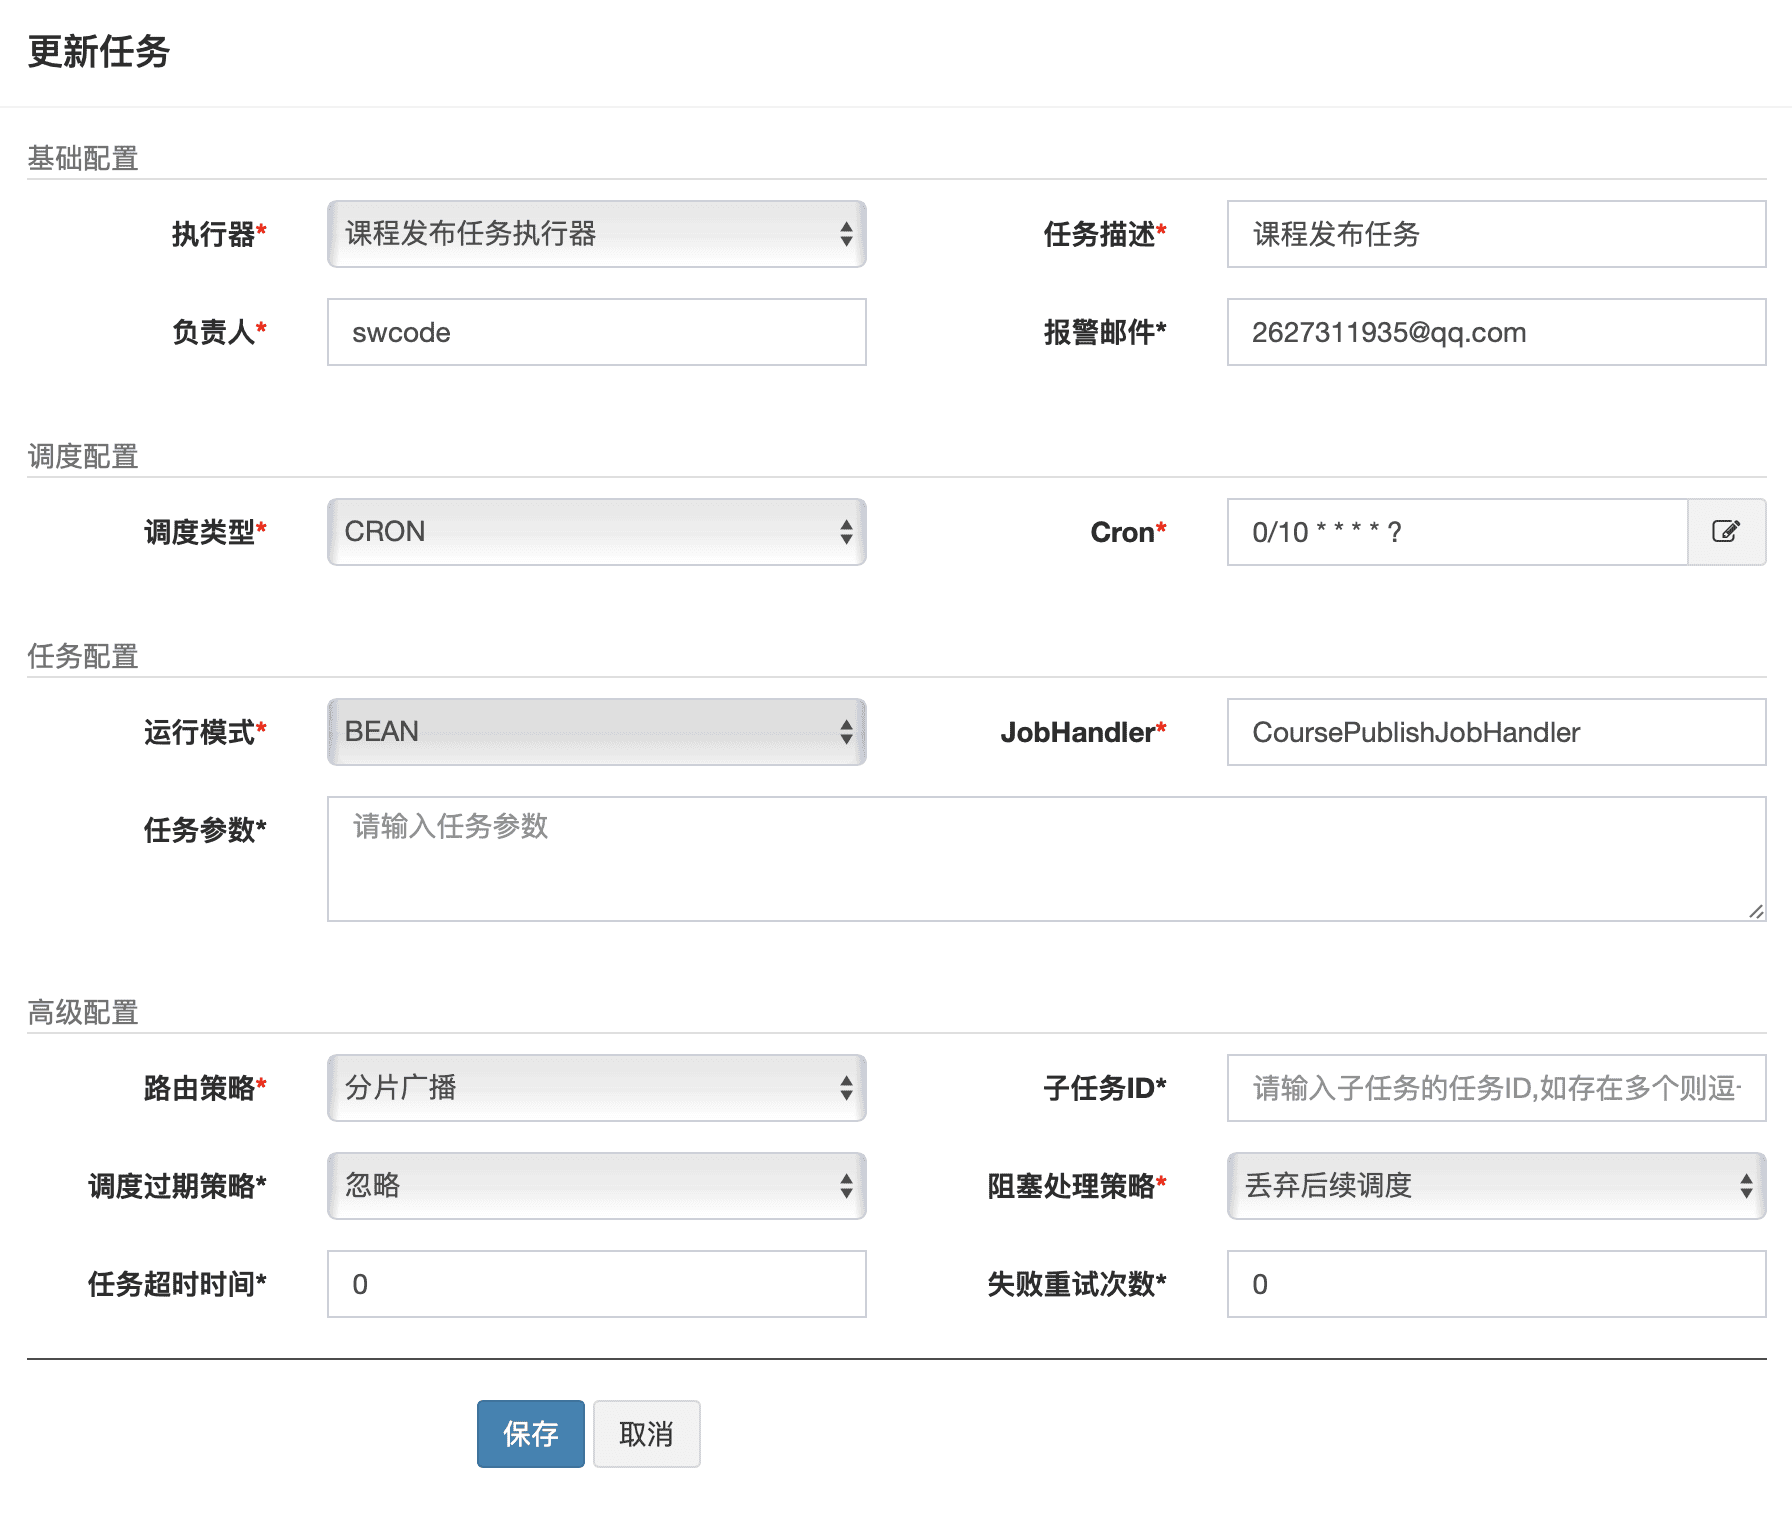 更新任务
基础配置
执行器* 课程发布任务执行器 任务描述* 课程发布任务
负责人* swcode 报警邮件* 2627311935@qq.com
调度配置
调度类型* CRON Cron* 0/10 * * * * ?
任务配置
运行模式* BEAN JobHandler* CoursePublishJobHandler
任务参数* 请输入任务参数
高级配置
路由策略* 分片广播 子任务ID* 请输入子任务的任务ID,如存在多个则逗
调度过期策略* 忽略 阻塞处理策略* 丢弃后续调度
任务超时时间* 0 失败重试次数* 0
保存 取消